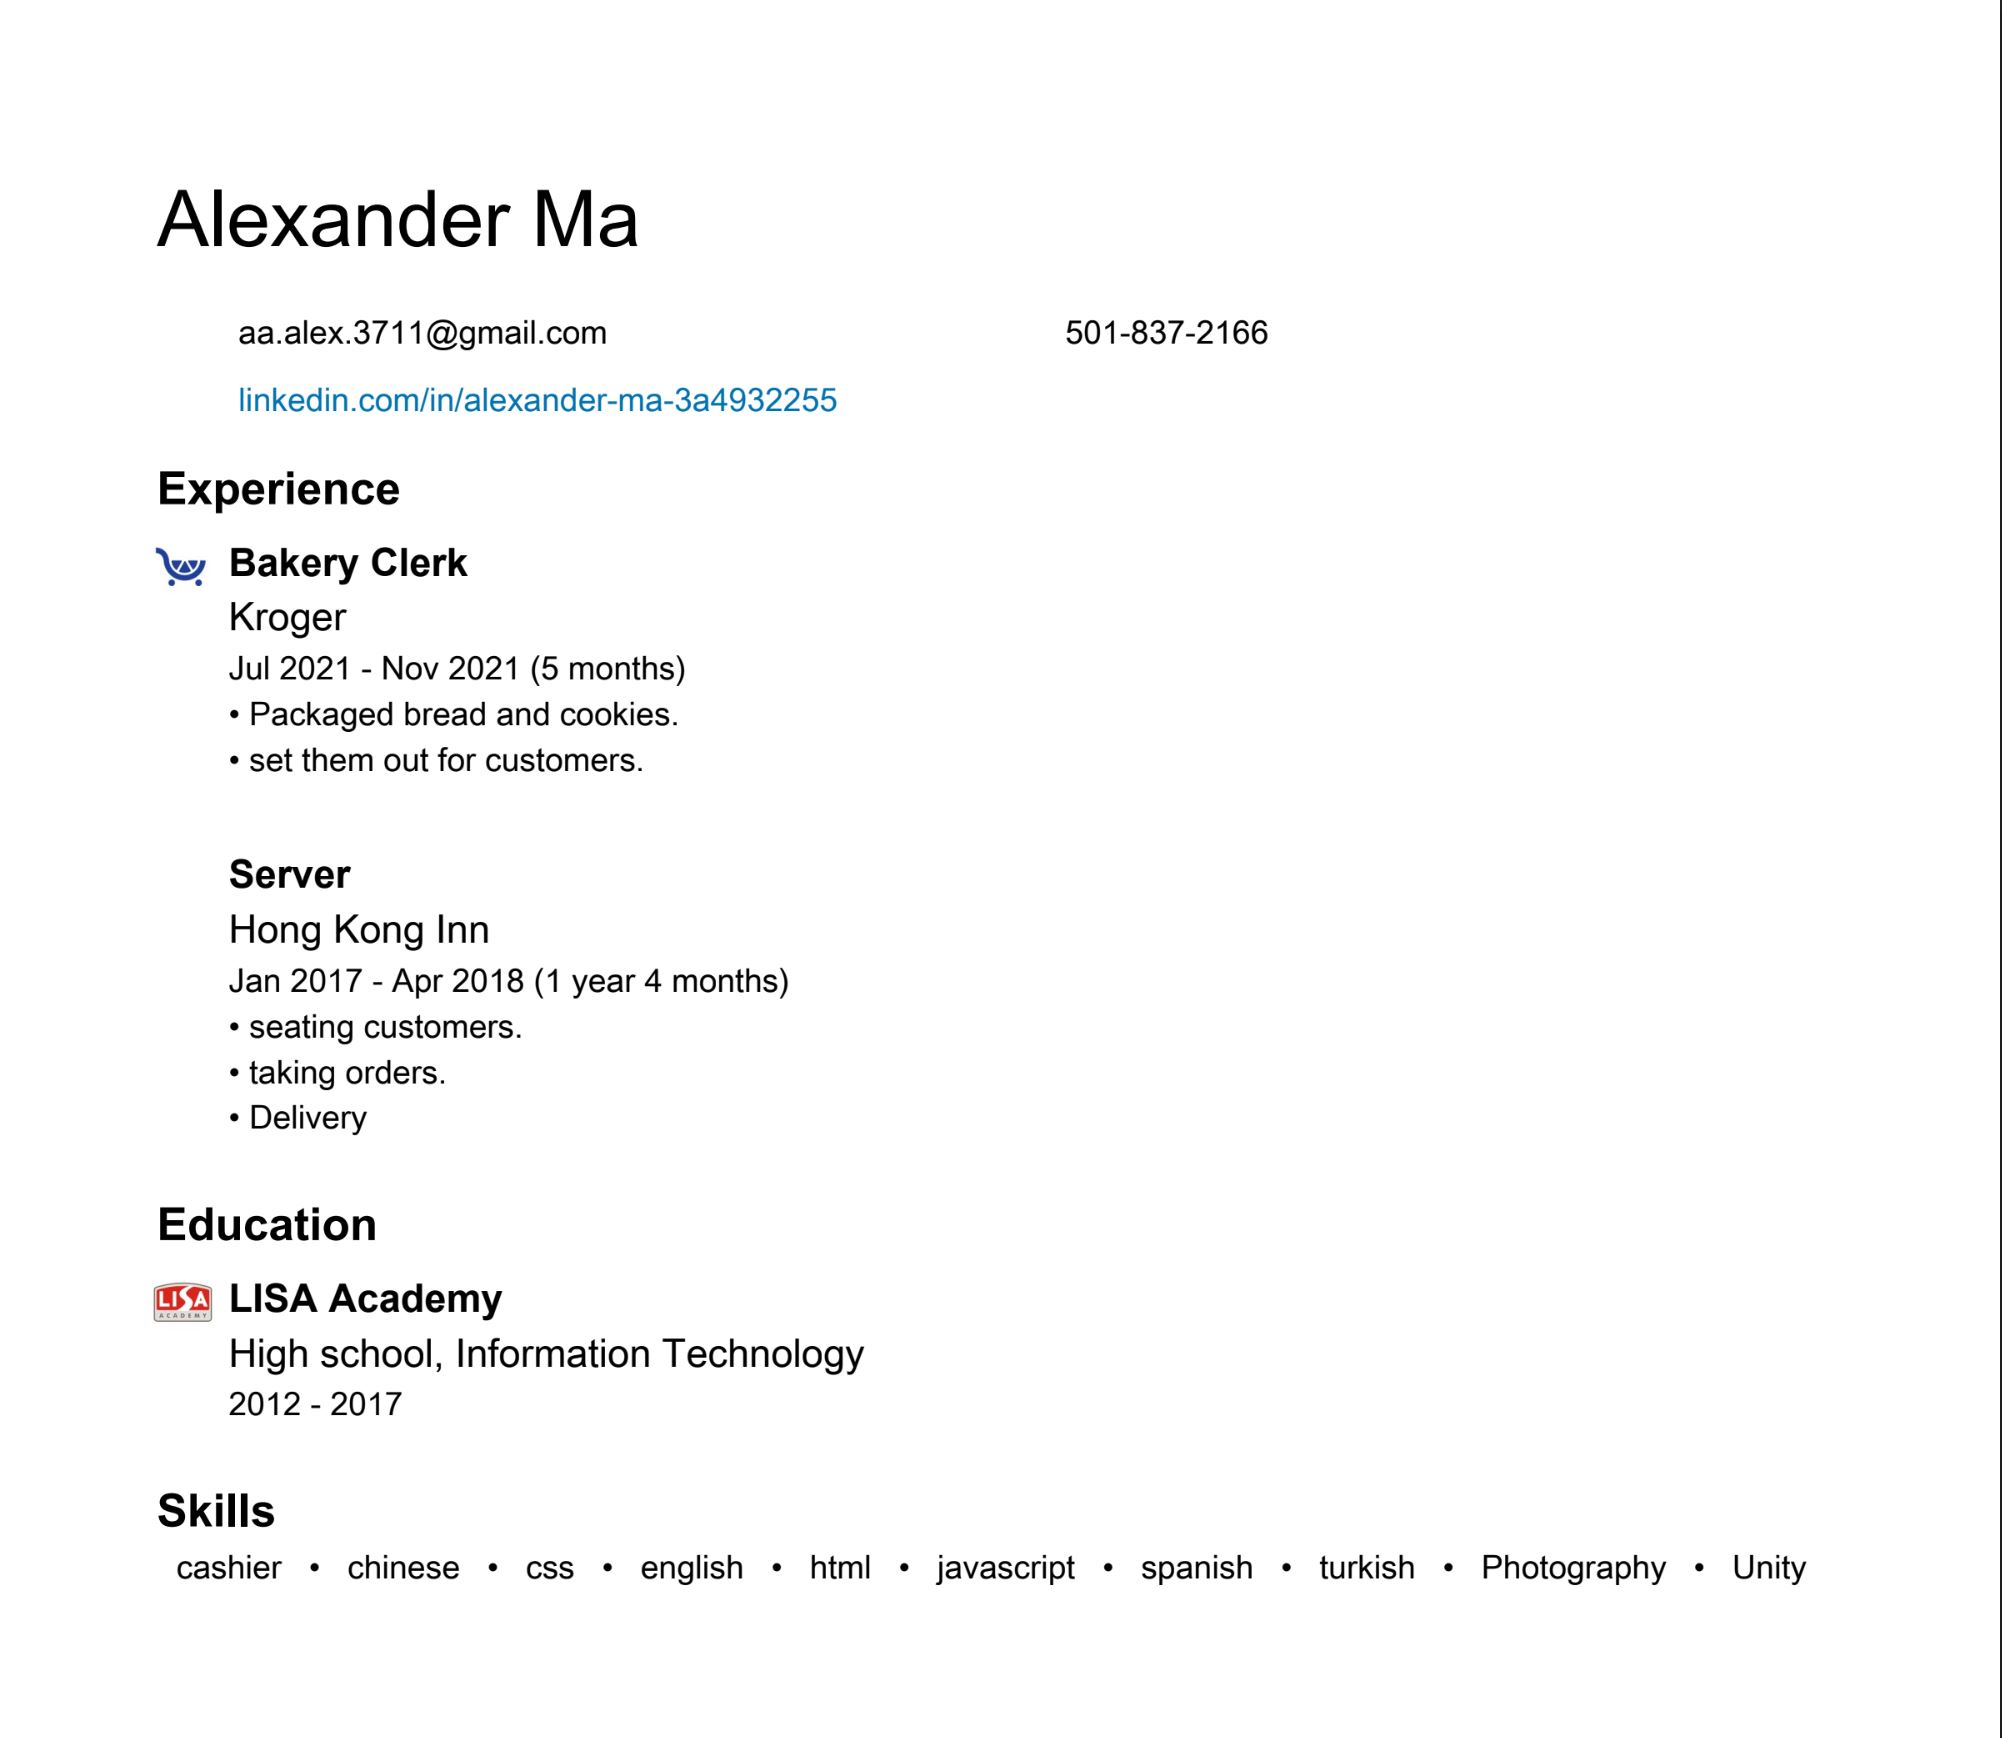 Alexander Ma
aa.alex.3711@gmail.com 501-837-2166
linkedin.com/in/alexander-ma-3a4932255
Experience
Bakery Clerk
Kroger
Jul 2021 - Nov 2021 (5 months)
• Packaged bread and cookies.
• set them out for customers.
Server
Hong Kong Inn
Jan 2017 - Apr 2018 (1 year 4 months)
• seating customers.
• taking orders.
• Delivery
Education
LISA ACADEMY
LISA Academy
High school, Information Technology
2012 - 2017
Skills
cashier • chinese • css • english • html • javascript • spanish • turkish • Photography • Unity